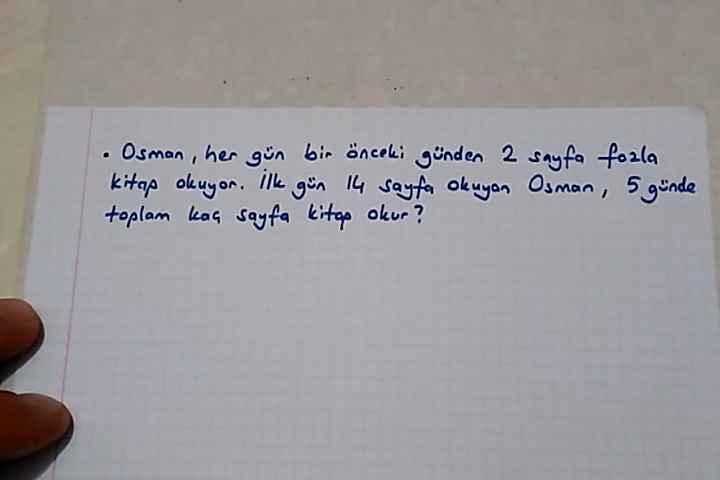 • Osman, her gün bir önceki günden 2 sayfa fazla
kitap okuyor. İlk gün 14 sayfa okuyan Osman, 5 günde
toplam kaç sayfa kitap okur?